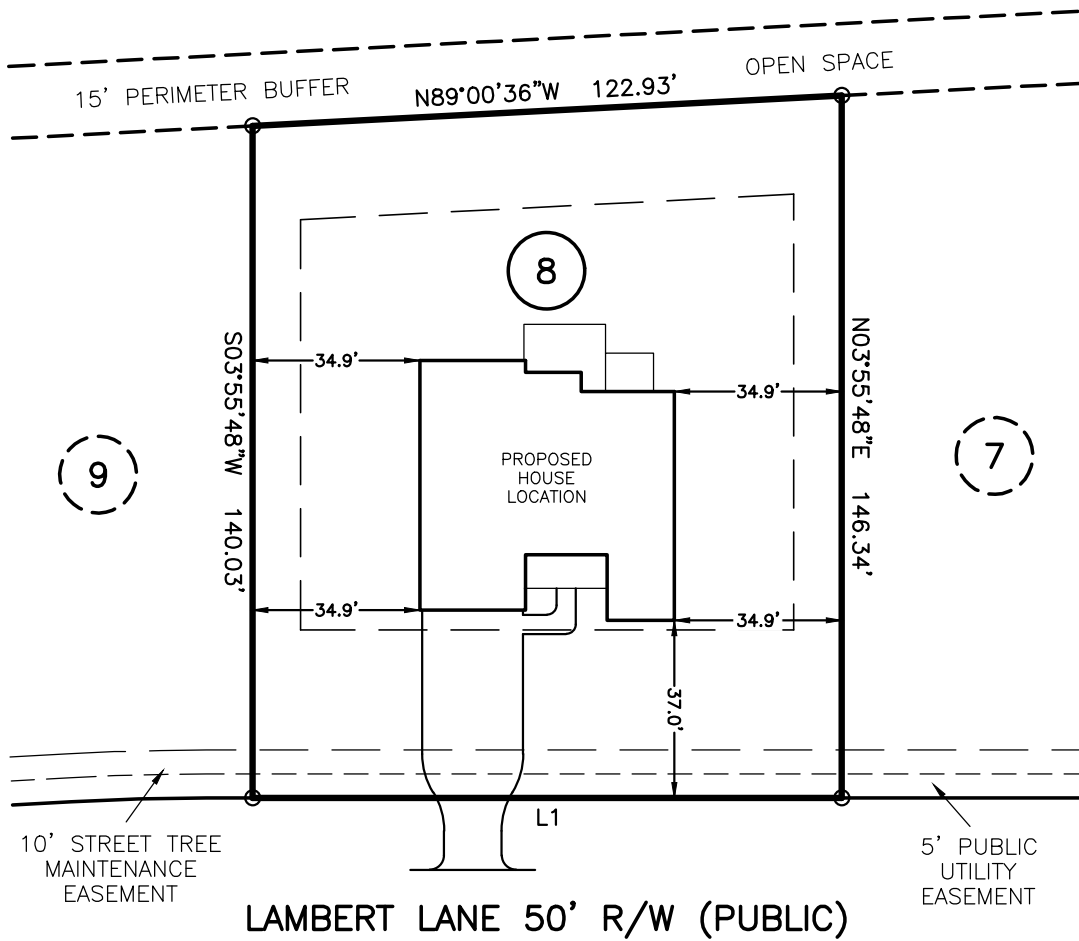 OPEN SPACE
15' PERIMETER BUFFER
N89°00'36"W 122.93'
8
S03°55'48"W 140.03'
N03°55'48"E 146.34'
34.9'
34.9'
9
7
PROPOSED
HOUSE
LOCATION
34.9'
34.9'
37.0'
L1
10' STREET TREE
MAINTENANCE
EASEMENT
5' PUBLIC
UTILITY
EASEMENT
LAMBERT LANE 50' R/W (PUBLIC)